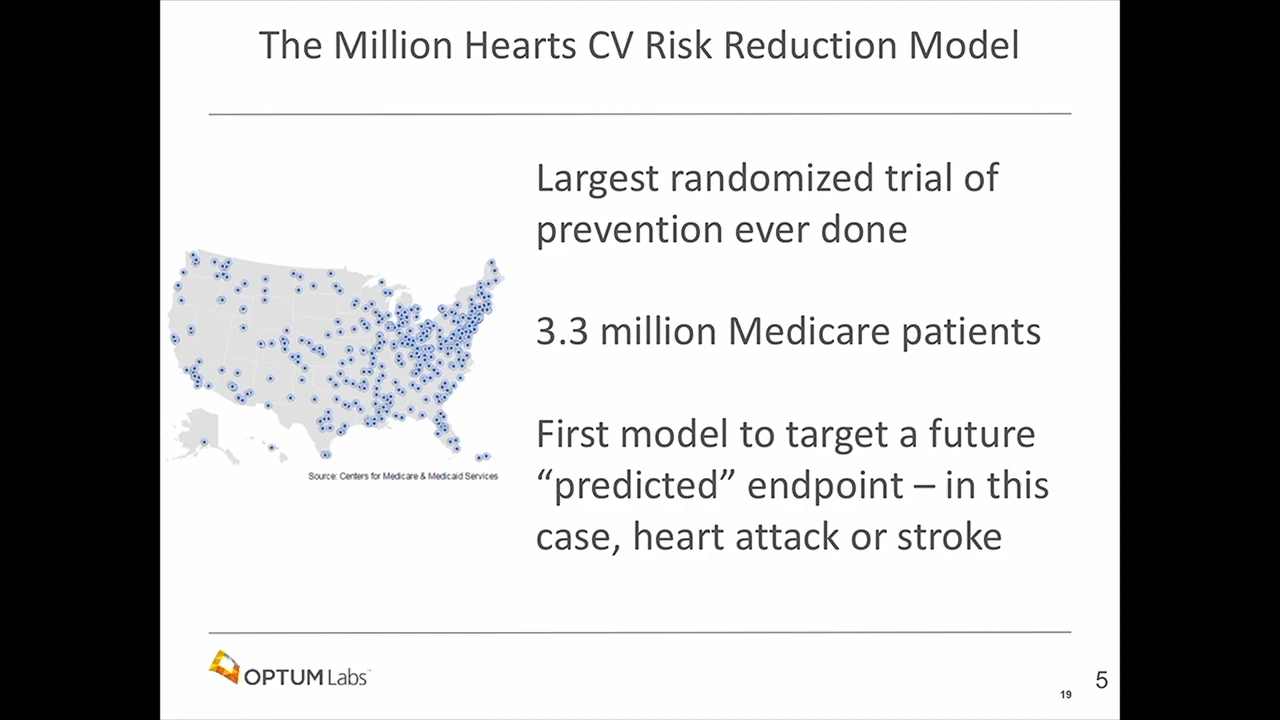 The Million Hearts CV Risk Reduction Model
Largest randomized trial of
prevention ever done
3.3 million Medicare patients
First model to target a future
“predicted” endpoint – in this
case, heart attack or stroke
Source: Centers for Medicare & Medicaid Services
OPTUM Labs™
19
5